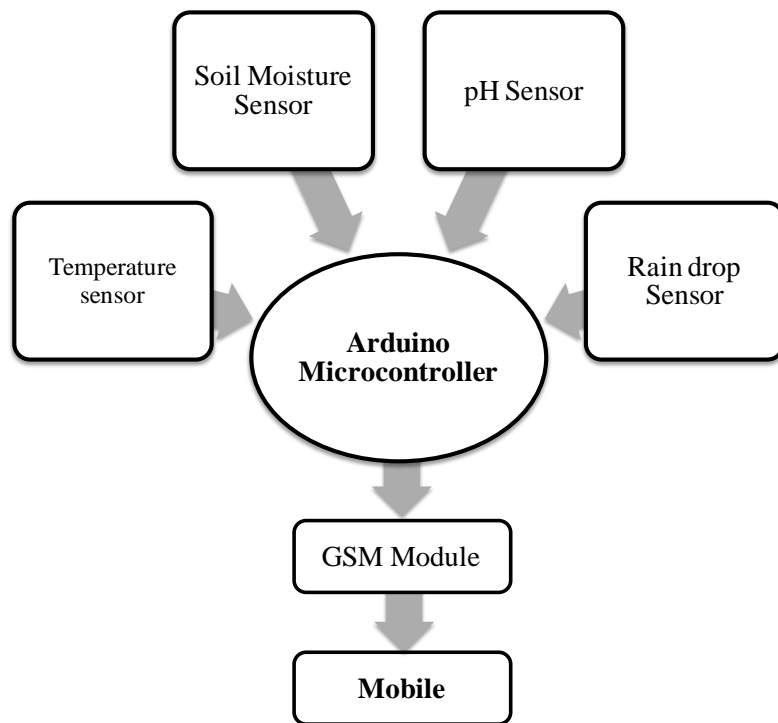 Soil Moisture
Sensor
pH Sensor
Temperature
sensor
Rain drop
Sensor
Arduino
Microcontroller
GSM Module
Mobile